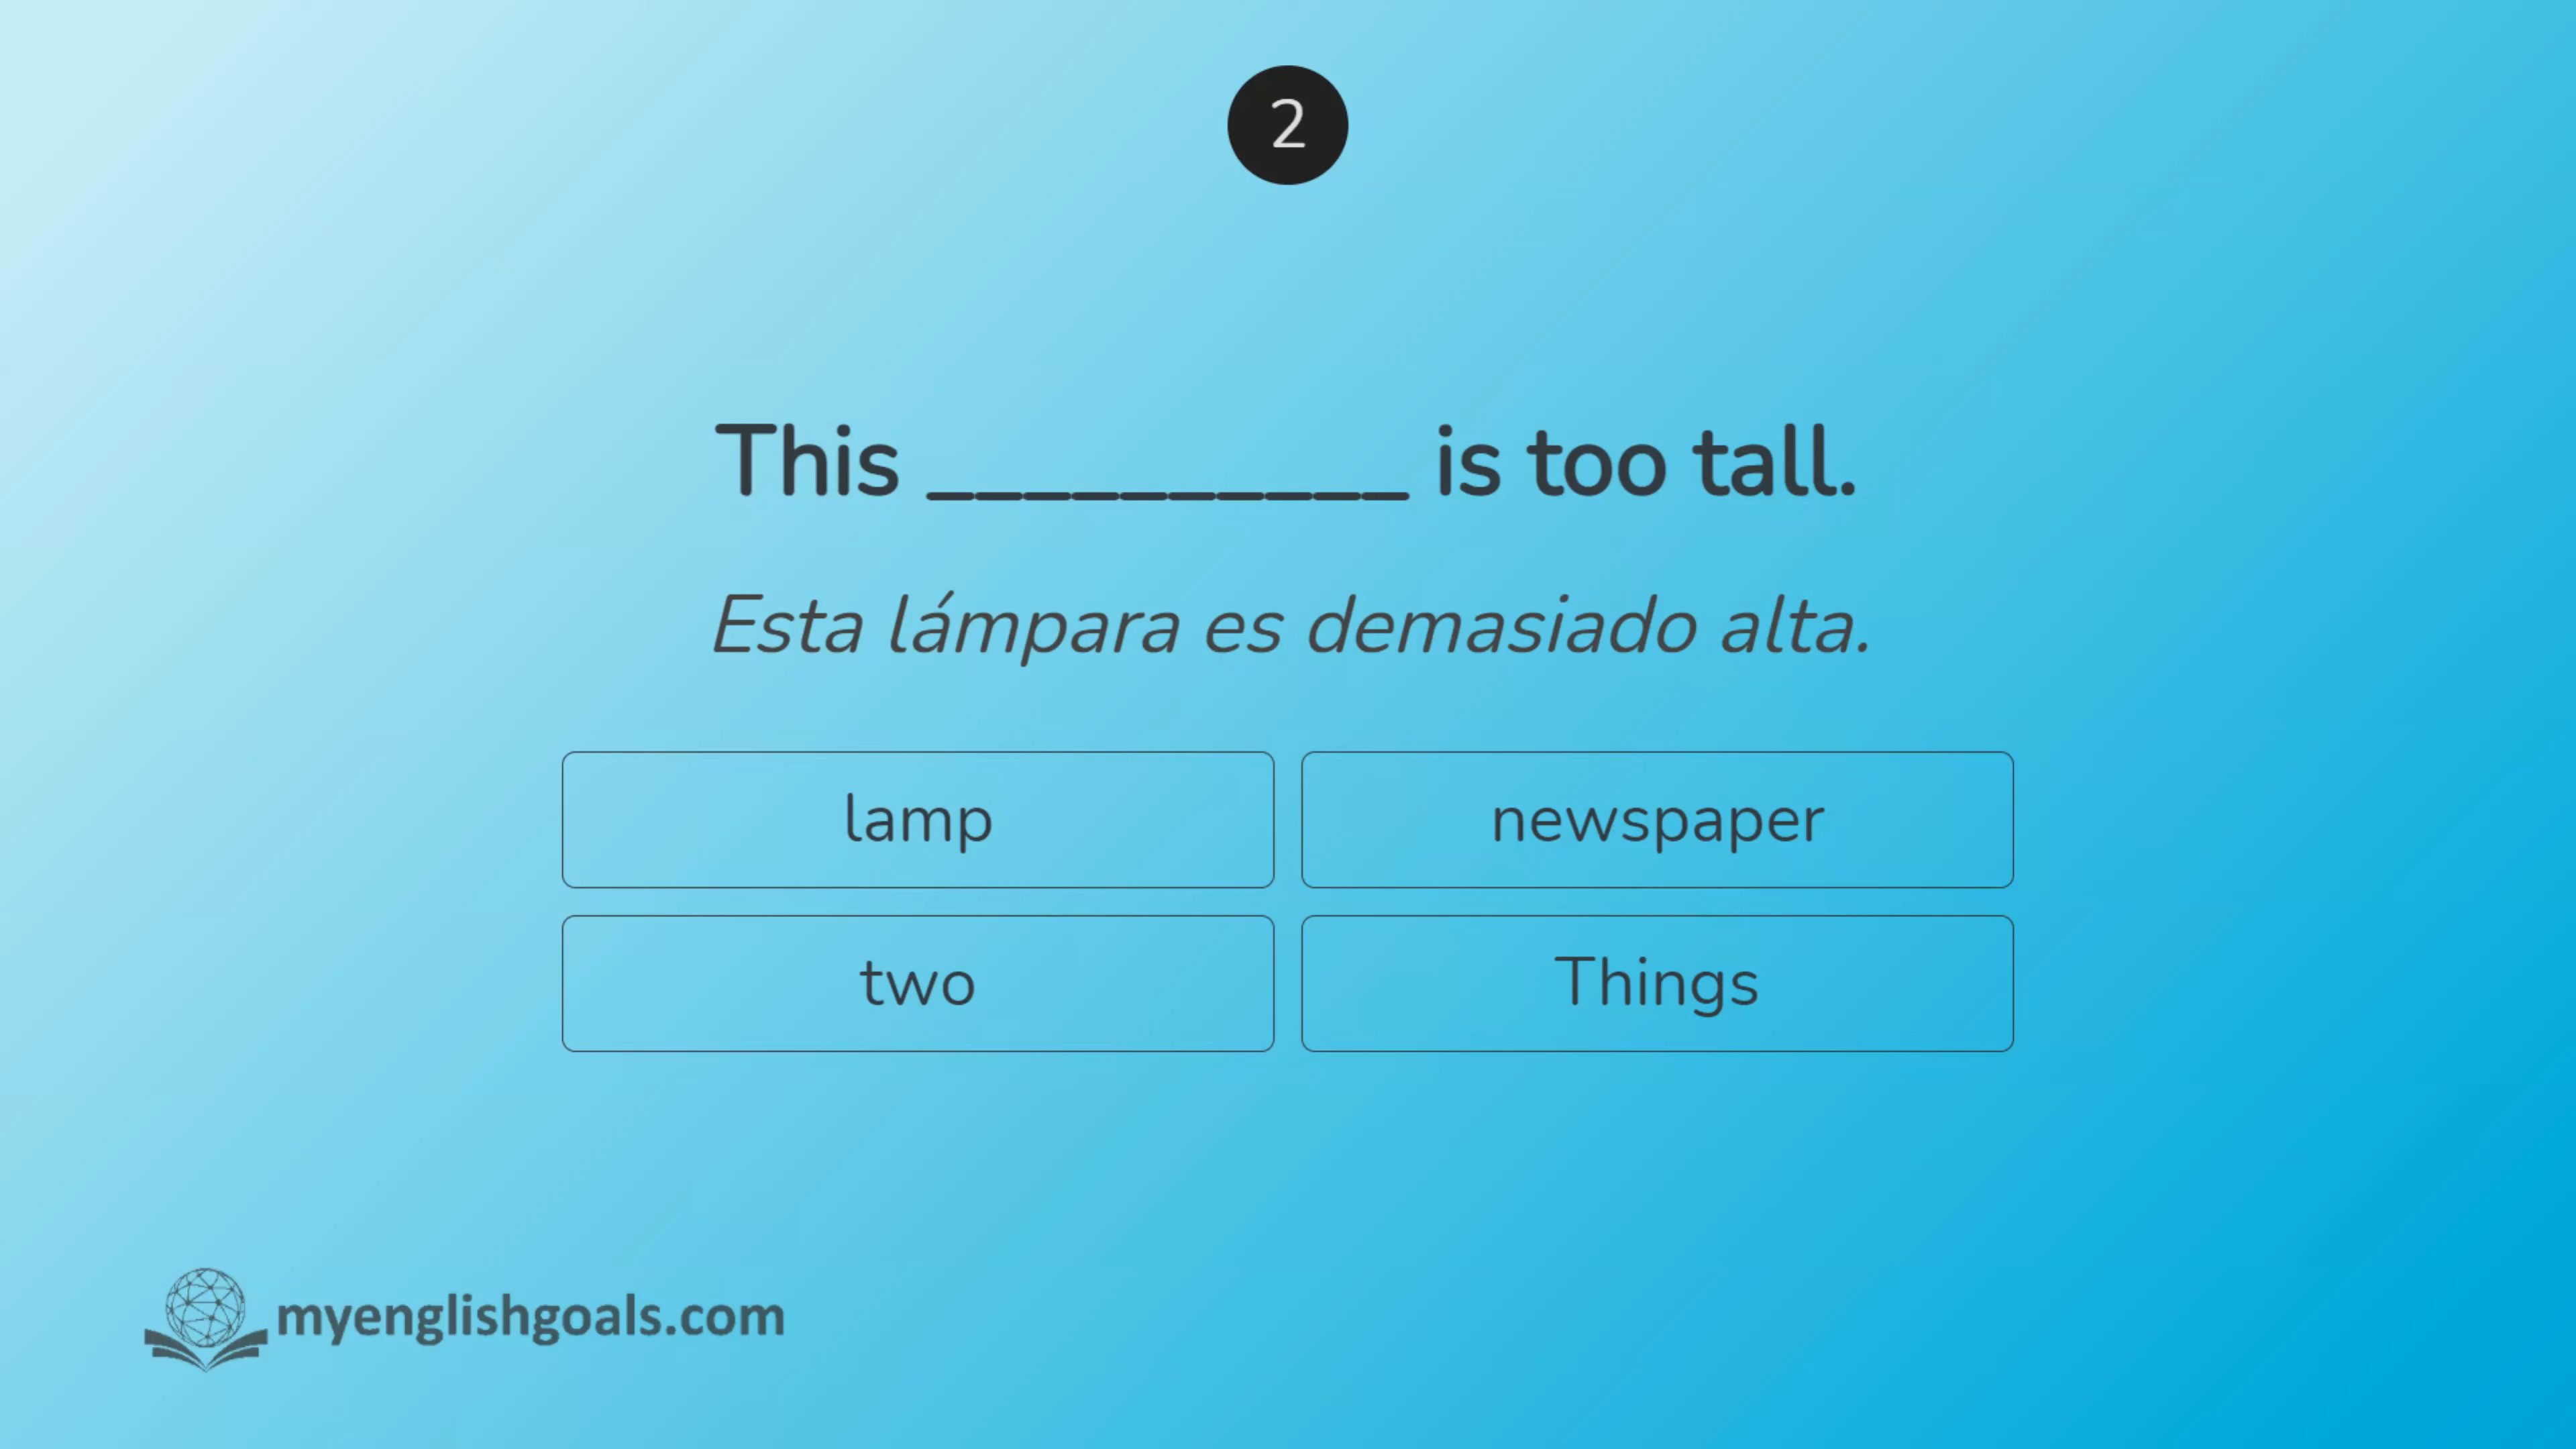 2
This __________ is too tall.
Esta lámpara es demasiado alta.
lamp
newspaper
two
Things
myenglishgoals.com